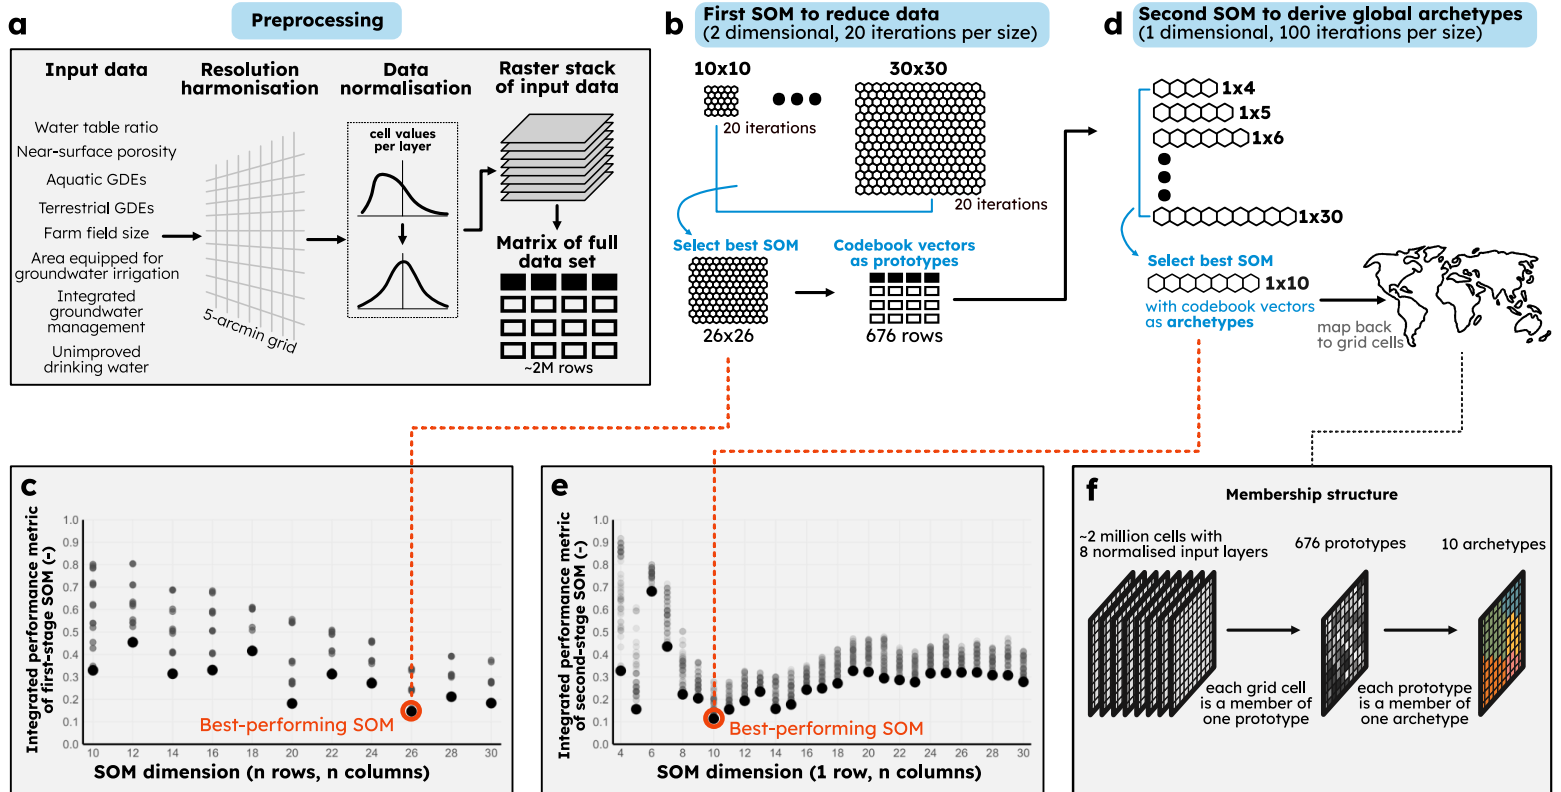 a
Preprocessing
Input data
Resolution
harmonisation
Data
normalisation
Raster stack
of input data
Water table ratio
Near-surface porosity
Aquatic GDEs
Terrestrial GDEs
Farm field size
Area equipped for
groundwater irrigation
Integrated
groundwater
management
Unimproved
drinking water
5-arcmin grid
cell values
per layer
Matrix of full
data set
~2M rows
b
First SOM to reduce data
(2 dimensional, 20 iterations per size)
10x10
30x30
20 iterations
20 iterations
Select best SOM
26x26
Codebook vectors
as prototypes
676 rows
d
Second SOM to derive global archetypes
(1 dimensional, 100 iterations per size)
1x4
1x5
1x6
1x30
Select best SOM
1x10
with codebook vectors
as archetypes
map back
to grid cells
c
Integrated performance metric
of first-stage SOM (-)
1.0
0.9
0.8
0.7
0.6
0.5
0.4
0.3
0.2
0.1
0.0
Best-performing SOM
10 12 14 16 18 20 22 24 26 28 30
SOM dimension (n rows, n columns)
e
Integrated performance metric
of second-stage SOM (-)
1.0
0.9
0.8
0.7
0.6
0.5
0.4
0.3
0.2
0.1
0.0
Best-performing SOM
4 6 8 10 12 14 16 18 20 22 24 26 28 30
SOM dimension (1 row, n columns)
f
Membership structure
~2 million cells with
8 normalised input layers
676 prototypes
10 archetypes
each grid cell
is a member of
one prototype
each prototype
is a member of
one archetype